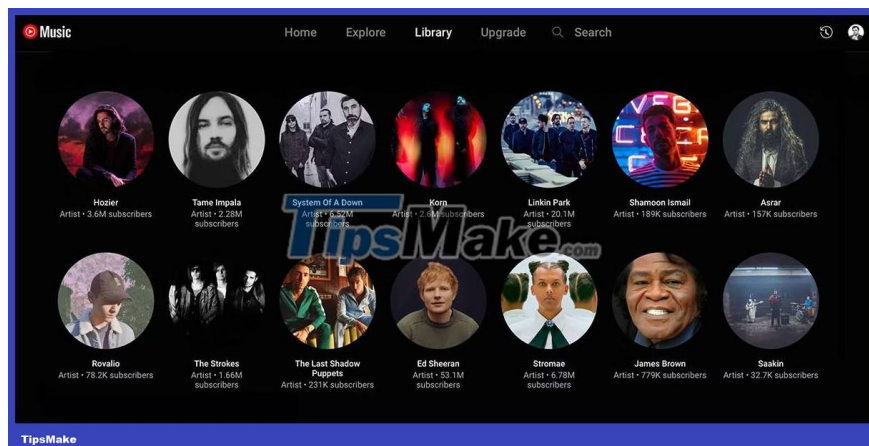 Music
Home Explore Library Upgrade Search
Hozier
Artist • 3.6M subscribers
Tame Impala
Artist • 2.28M
subscribers
System Of A Down
Artist • 6.52M
subscribers
Korn
Artist • 2.6M subscribers
Linkin Park
Artist • 20.1M
subscribers
Shamoon Ismail
Artist • 189K subscribers
Asrar
Artist • 157K subscribers
TipsMake.com
Rovalio
Artist • 78.2K subscribers
The Strokes
Artist • 1.66M
subscribers
The Last Shadow
Puppets
Artist • 231K subscribers
Ed Sheeran
Artist • 53.1M
subscribers
Stromae
Artist • 6.78M
subscribers
James Brown
Artist • 779K subscribers
Saakin
Artist • 32.7K subscribers
TipsMake